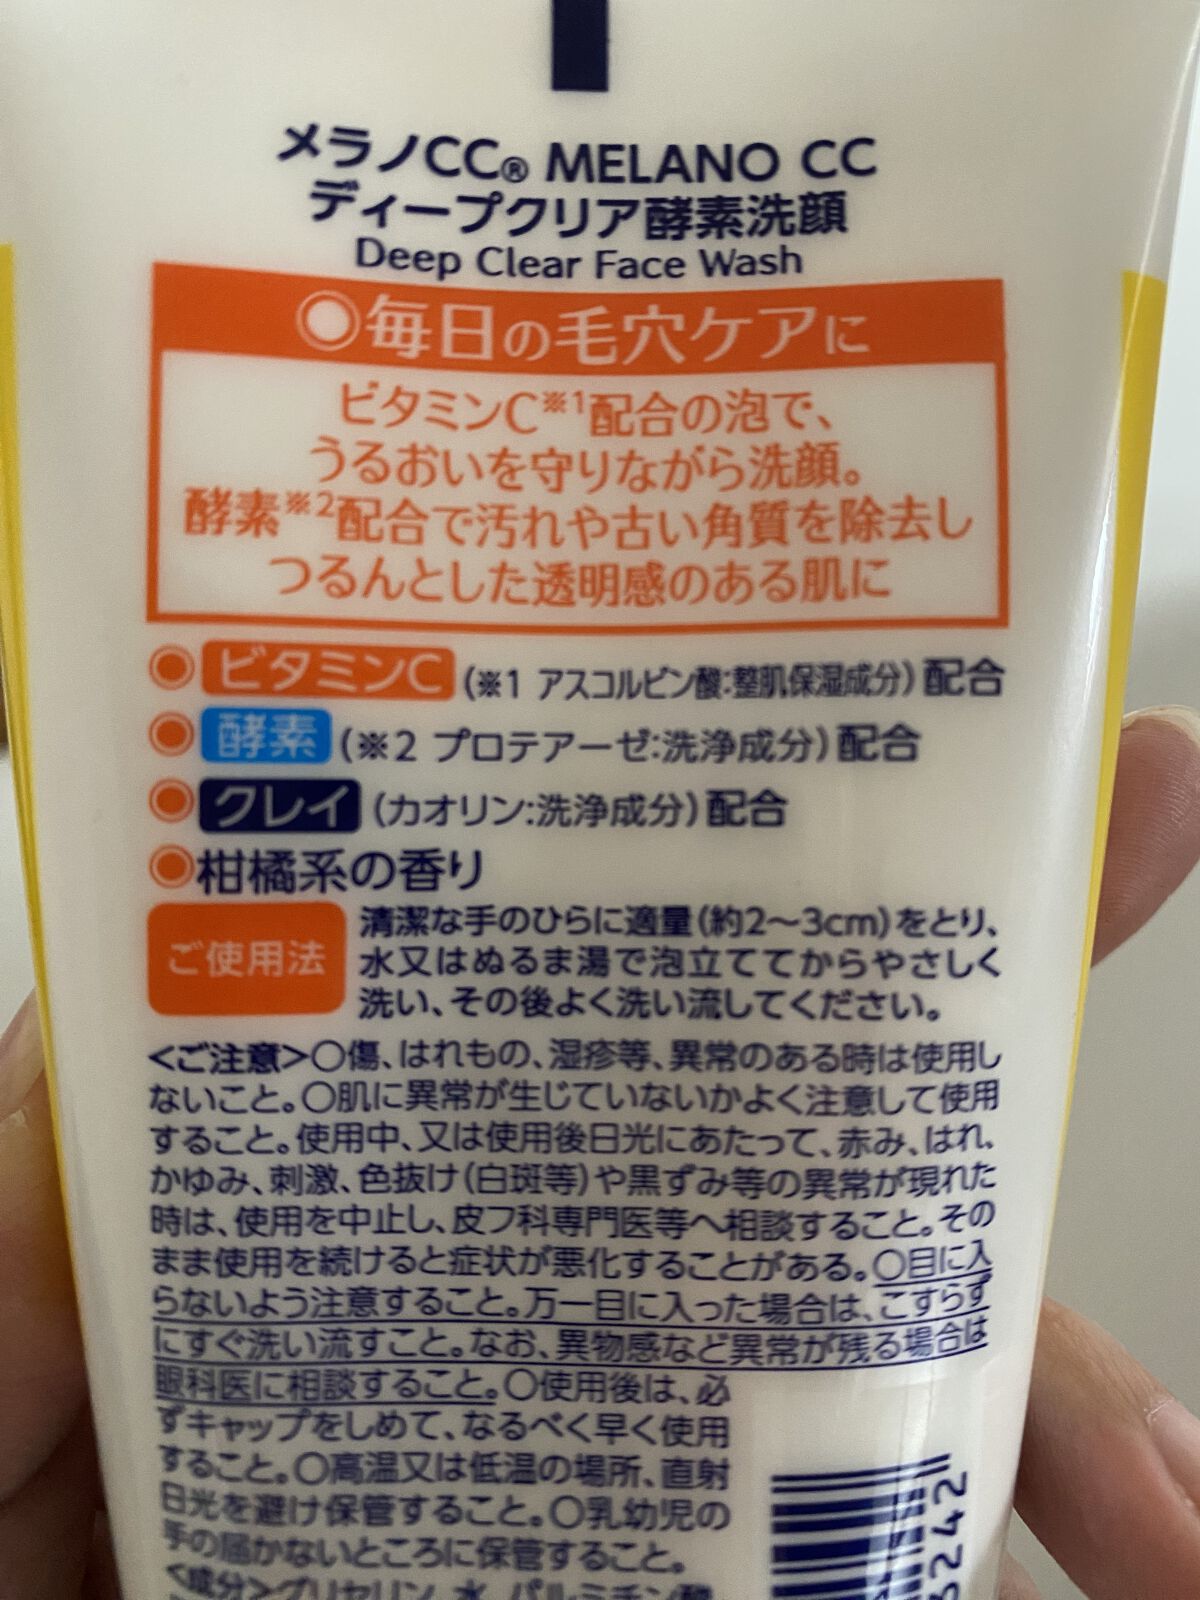 メラノCC® MELANO CC
ディープクリア酵素洗顔
Deep Clear Face Wash
◎毎日の毛穴ケアに
ビタミンC※1配合の泡で、
うるおいを守りながら洗顔。
酵素※2配合で汚れや古い角質を除去し
つるんとした透明感のある肌に
◎ビタミンC(※1 アスコルビン酸:整肌保湿成分)配合
◎酵素(※2 プロテアーゼ:洗浄成分)配合
◎クレイ(カオリン:洗浄成分)配合
◎柑橘系の香り
ご使用法
清潔な手のひらに適量(約2〜3cm)をとり、
水又はぬるま湯で泡立ててからやさしく
洗い、その後よく洗い流してください。
<ご注意>○傷、はれもの、湿疹等、異常のある時は使用し
ないこと。○肌に異常が生じていないかよく注意して使用
すること。使用中、又は使用後日光にあたって、赤み、はれ、
かゆみ、刺激、色抜け(白斑等)や黒ずみ等の異常が現れた
時は、使用を中止し、皮フ科専門医等へ相談すること。その
まま使用を続けると症状が悪化することがある。○目に入
らないよう注意すること。万一目に入った場合は、こすらず
にすぐ洗い流すこと。なお、異物感など異常が残る場合は
眼科医に相談すること。○使用後は、必
ずキャップをしめて、なるべく早く使用
すること。○高温又は低温の場所、直射
日光を避け保管すること。○乳幼児の
手の届かないところに保管すること。
<成分>グリセリン、水、パルミチン酸